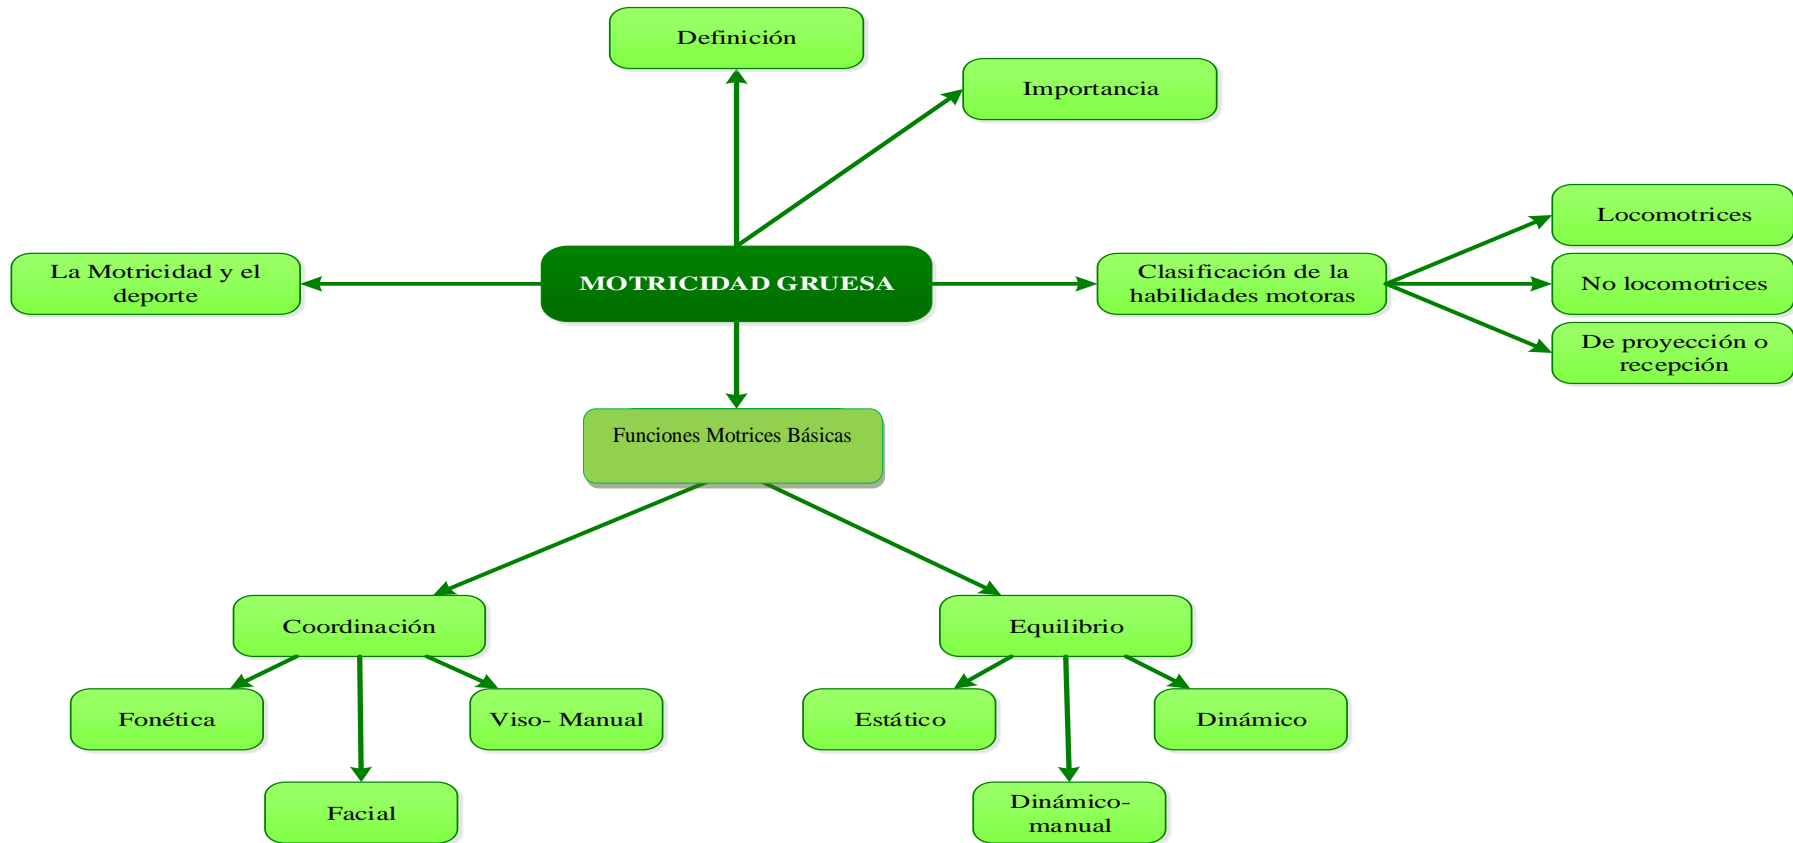 Definición
Importancia
Locomotrices
La Motricidad y el
deporte
MOTRICIDAD GRUESA
Clasificación de la
habilidades motoras
No locomotrices
De proyección o
recepción
Funciones Motrices Básicas
Coordinación
Equilibrio
Fonética
Viso- Manual
Estático
Dinámico
Facial
Dinámico-
manual